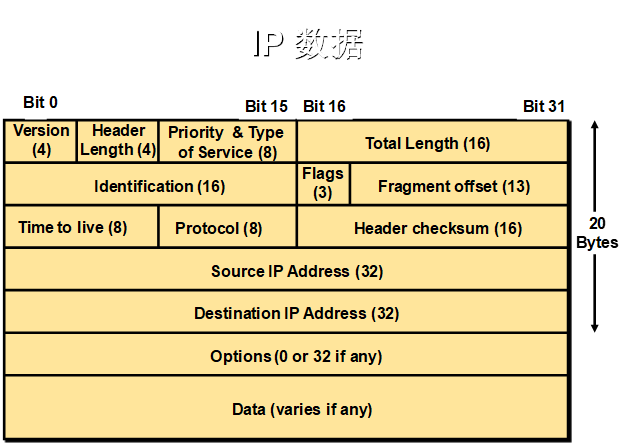 IP 数据
Bit 0 Bit 15 Bit 16 Bit 31
Version (4) Header Length (4) Priority & Type of Service (8) Total Length (16)
Identification (16) Flags (3) Fragment offset (13)
Time to live (8) Protocol (8) Header checksum (16)
Source IP Address (32)
Destination IP Address (32)
Options (0 or 32 if any)
Data (varies if any)
20 Bytes